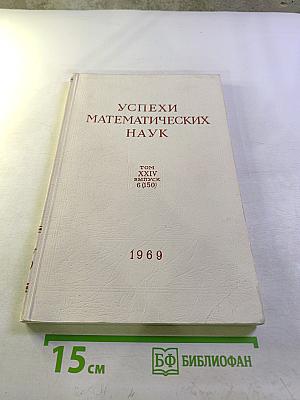 УСПЕХИ
МАТЕМАТИЧЕСКИХ
НАУК
ТОМ
XXIV
ВЫПУСК
6(150)
1969
15 см
БФ БИБЛИОФАН